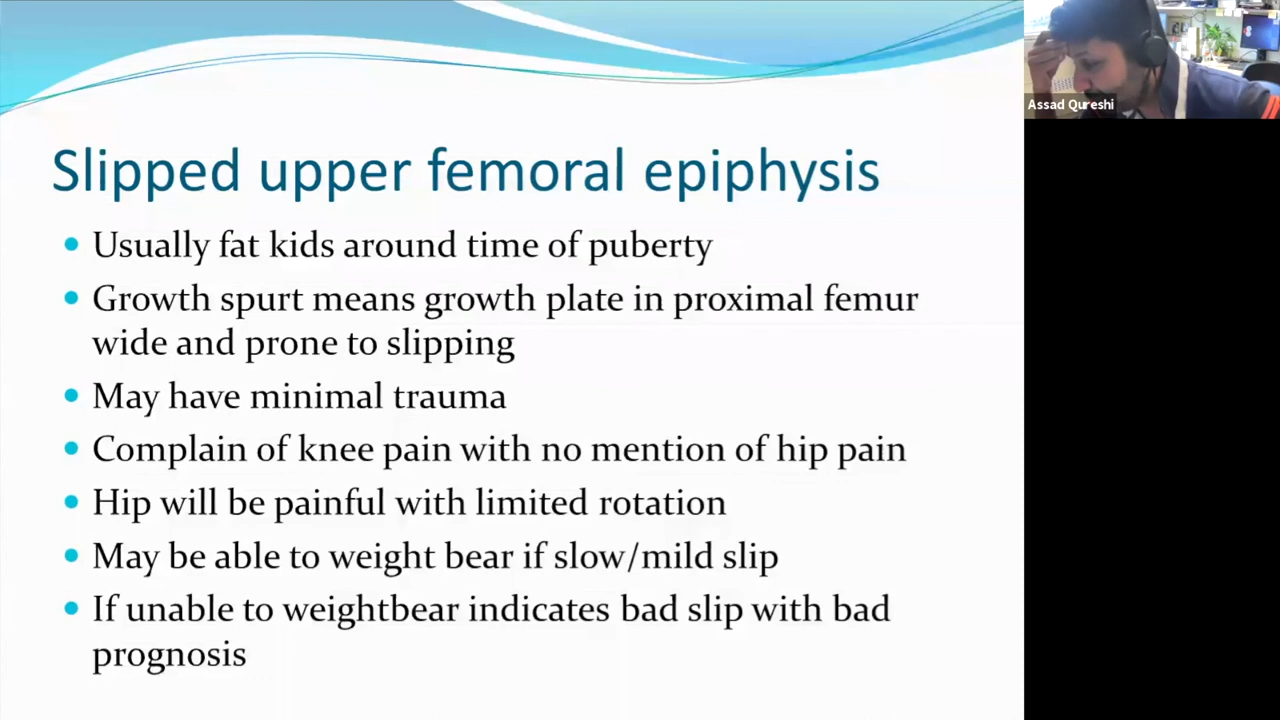 Assad Qureshi
Slipped upper femoral epiphysis
Usually fat kids around time of puberty
Growth spurt means growth plate in proximal femur
wide and prone to slipping
May have minimal trauma
Complain of knee pain with no mention of hip pain
Hip will be painful with limited rotation
May be able to weight bear if slow/mild slip
If unable to weightbear indicates bad slip with bad
prognosis